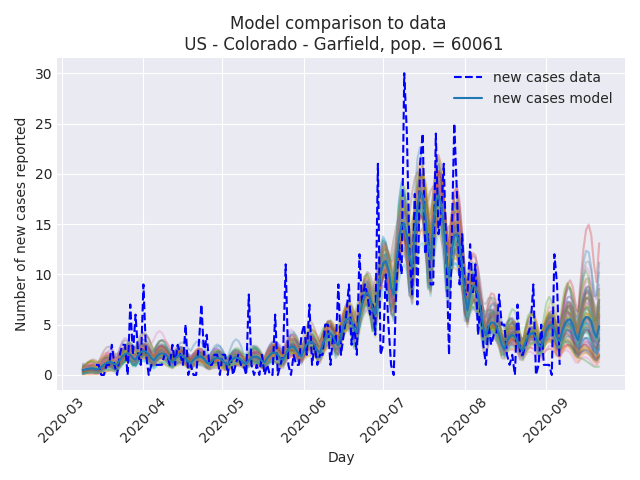 Model comparison to data
US - Colorado - Garfield, pop. = 60061
new cases data
new cases model
Number of new cases reported
30
25
20
15
10
5
0
2020-03
2020-04
2020-05
2020-06
2020-07
2020-08
2020-09
Day